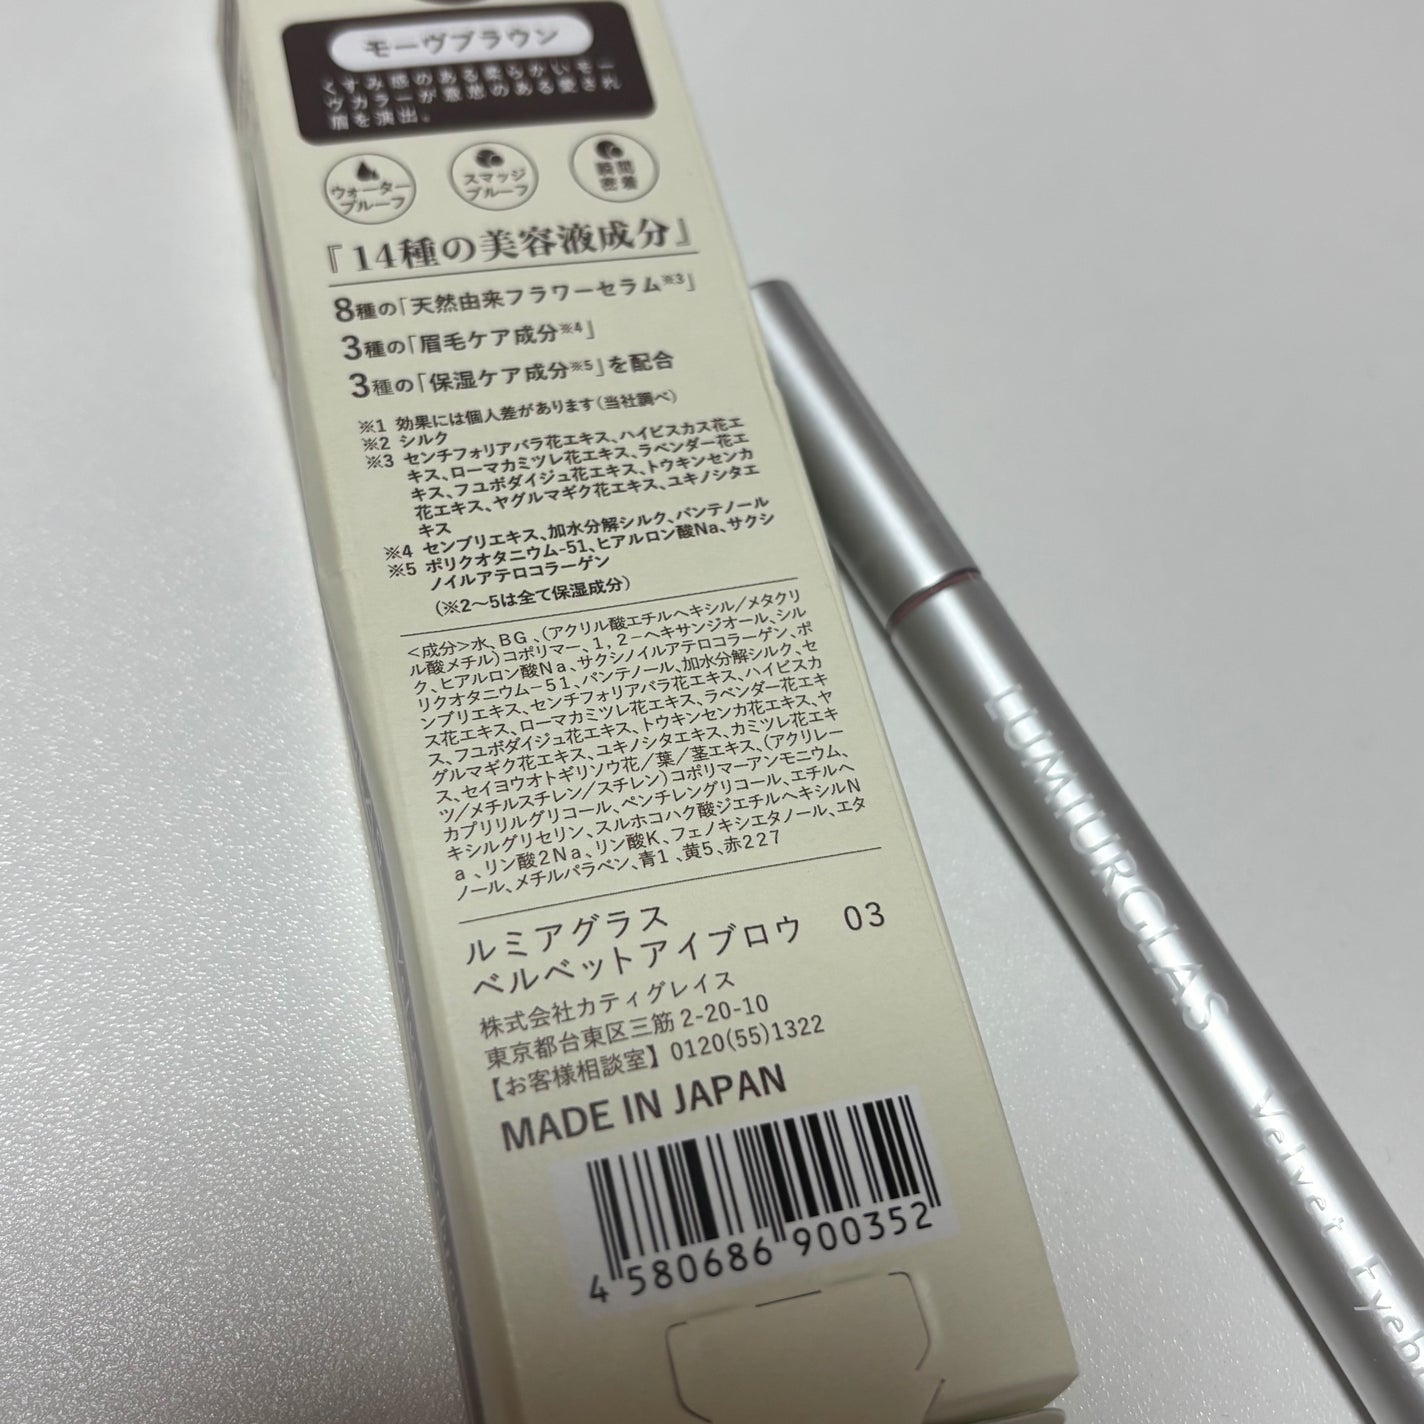 モーヴブラウン
くすみ感のある柔らかいモー
ヴカラーが意思のある愛され
眉を演出。
ウォーター
プルーフ
スマッジ
プルーフ
瞬間
密着
『14種の美容液成分』
8種の「天然由来フラワーセラム※3」
3種の「眉毛ケア成分※4」
3種の「保湿ケア成分※5」を配合
※1 効果には個人差があります(当社調べ)
※2 シルク
※3 センチフォリアバラ花エキス、ハイビスカス花エ
キス、ローマカミツレ花エキス、ラベンダー花エ
キス、フユボダイジュ花エキス、トウキンセンカ
花エキス、ヤグルマギク花エキス、ユキノシタエ
キス
※4 センブリエキス、加水分解シルク、パンテノール
※5 ポリクオタニウム-51、ヒアルロン酸Na、サクシ
ノイルアテロコラーゲン
(※2～5は全て保湿成分)
<成分>水、BG、(アクリル酸エチルヘキシル/メタクリ
ル酸メチル)コポリマー、1,2-ヘキサンジオール、シル
ク、ヒアルロン酸Na、サクシノイルアテロコラーゲン、ポ
リクオタニウム-51、パンテノール、加水分解シルク、セ
ンブリエキス、センチフォリアバラ花エキス、ハイビスカ
ス花エキス、ローマカミツレ花エキス、ラベンダー花エキ
ス、フユボダイジュ花エキス、トウキンセンカ花エキス、ヤ
グルマギク花エキス、ユキノシタエキス、カミツレ花エキ
ス、セイヨウオトギリソウ花/葉/茎エキス、(アクリレー
ツ/メチルスチレン/スチレン)コポリマーアンモニウム、
カプリリルグリコール、ペンチレングリコール、エチルヘ
キシルグリセリン、スルホコハク酸ジエチルヘキシルN
a、リン酸2Na、リン酸K、フェノキシエタノール、エタ
ノール、メチルパラベン、青1、黄5、赤227
ルミアグラス
ベルベットアイブロウ 03
株式会社カティグレイス
東京都台東区三筋 2-20-10
【お客様相談室】0120(55)1322
MADE IN JAPAN
4 580686 900352
LUMIURGLAS Velvet Eyeb